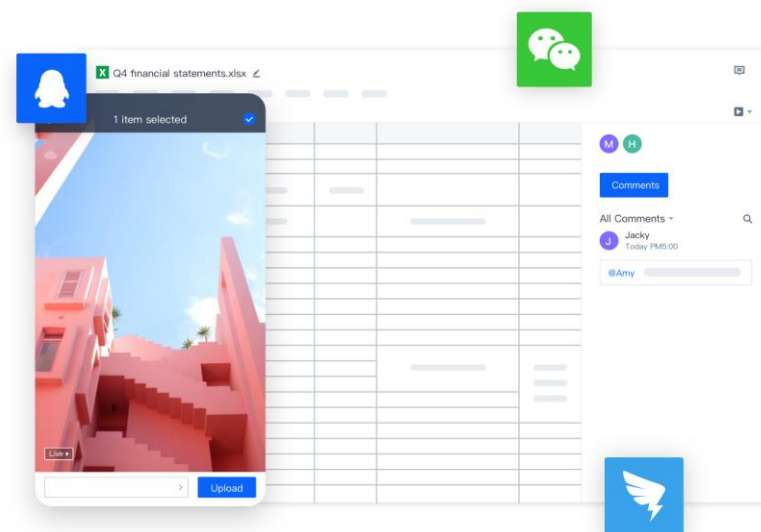 Q4 financial statements.xlsx
1 item selected
M H
Comments
All Comments
J
Jacky
Today PM5:00
@Amy
Live
Upload